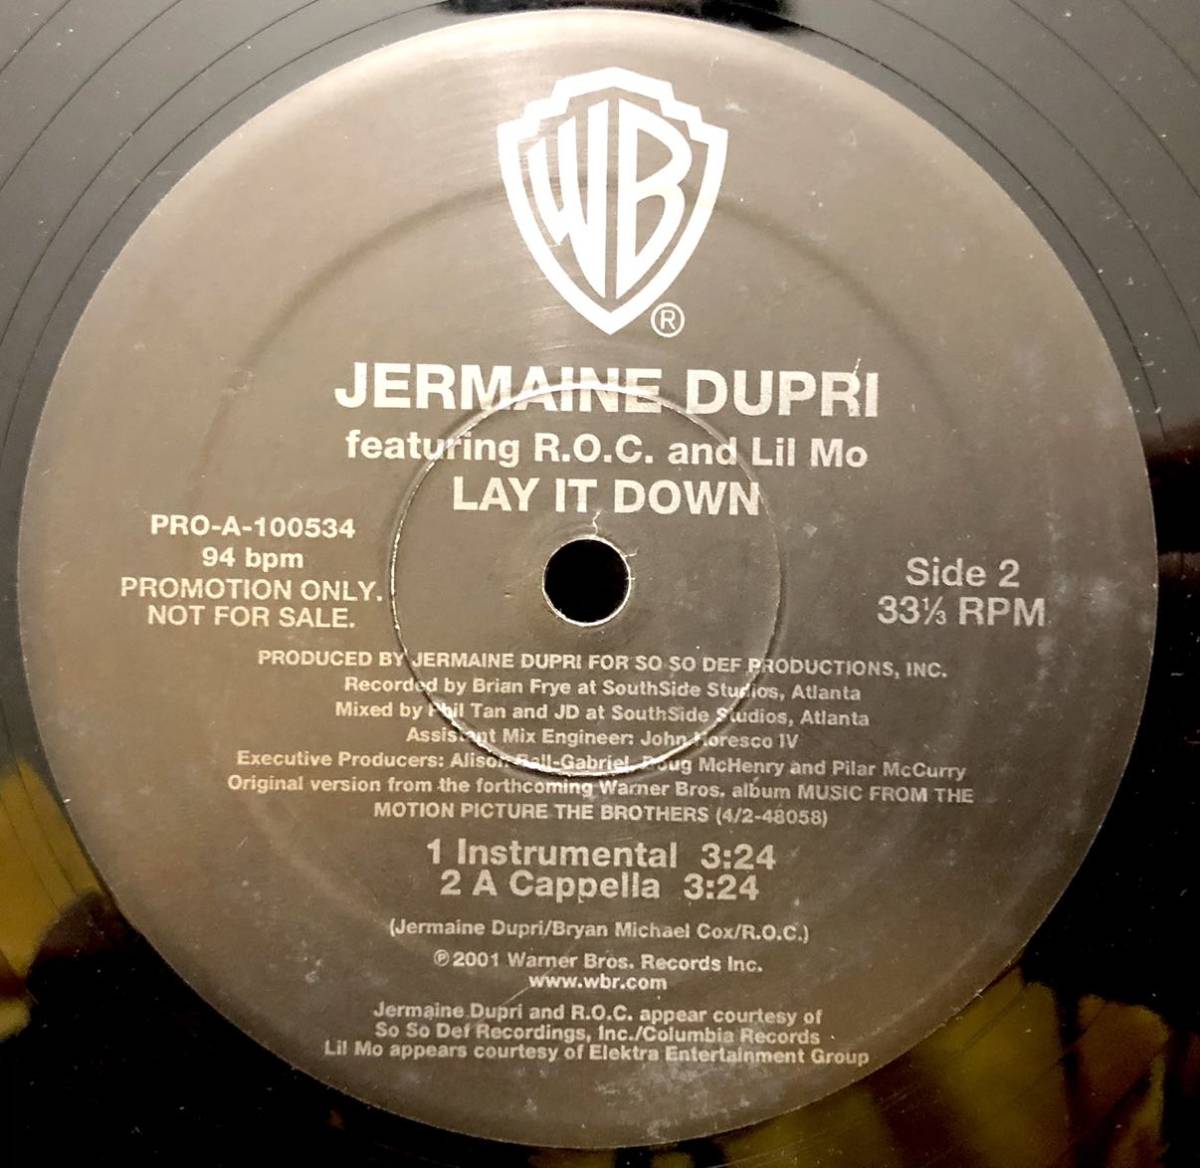 WB
®
JERMAINE DUPRI
featuring R.O.C. and Lil Mo
LAY IT DOWN
PRO-A-100534
94 bpm
PROMOTION ONLY.
NOT FOR SALE.
Side 2
33⅓ RPM
PRODUCED BY JERMAINE DUPRI FOR SO SO DEF PRODUCTIONS, INC.
Recorded by Brian Frye at SouthSide Studios, Atlanta
Mixed by Phil Tan and JD at SouthSide Studios, Atlanta
Assistant Mix Engineer: John Horesco IV
Executive Producers: Alison Ball-Gabriel, Doug McHenry and Pilar McCurry
Original version from the forthcoming Warner Bros. album MUSIC FROM THE
MOTION PICTURE THE BROTHERS (4/2-48058)
1 Instrumental 3:24
2 A Cappella 3:24
(Jermaine Dupri/Bryan Michael Cox/R.O.C.)
℗ 2001 Warner Bros. Records Inc.
www.wbr.com
Jermaine Dupri and R.O.C. appear courtesy of
So So Def Recordings, Inc./Columbia Records
Lil Mo appears courtesy of Elektra Entertainment Group